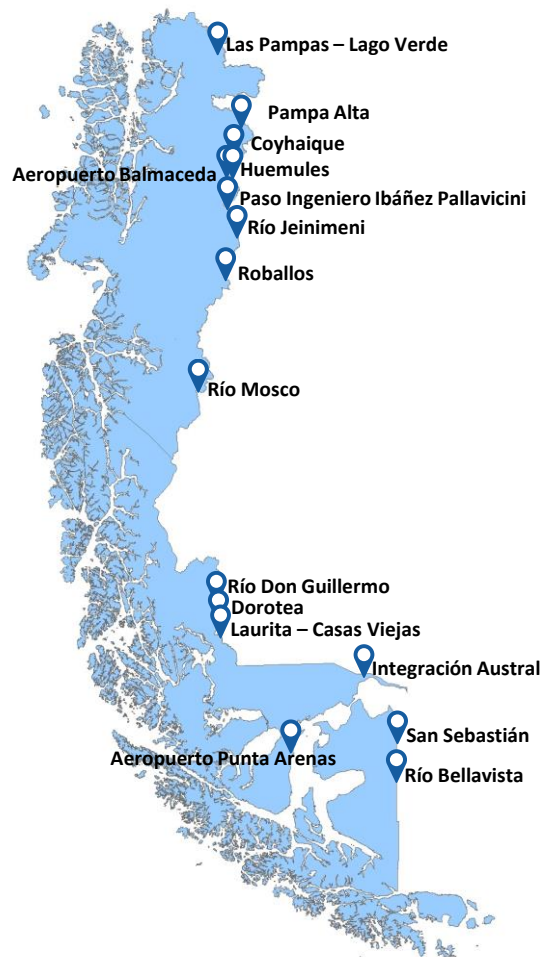 Las Pampas – Lago Verde
Pampa Alta
Coyhaique
Huemules
Aeropuerto Balmaceda
Paso Ingeniero Ibáñez Pallavicini
Río Jeinimeni
Roballos
Río Mosco
Río Don Guillermo
Dorotea
Laurita – Casas Viejas
Integración Austral
San Sebastián
Aeropuerto Punta Arenas
Río Bellavista